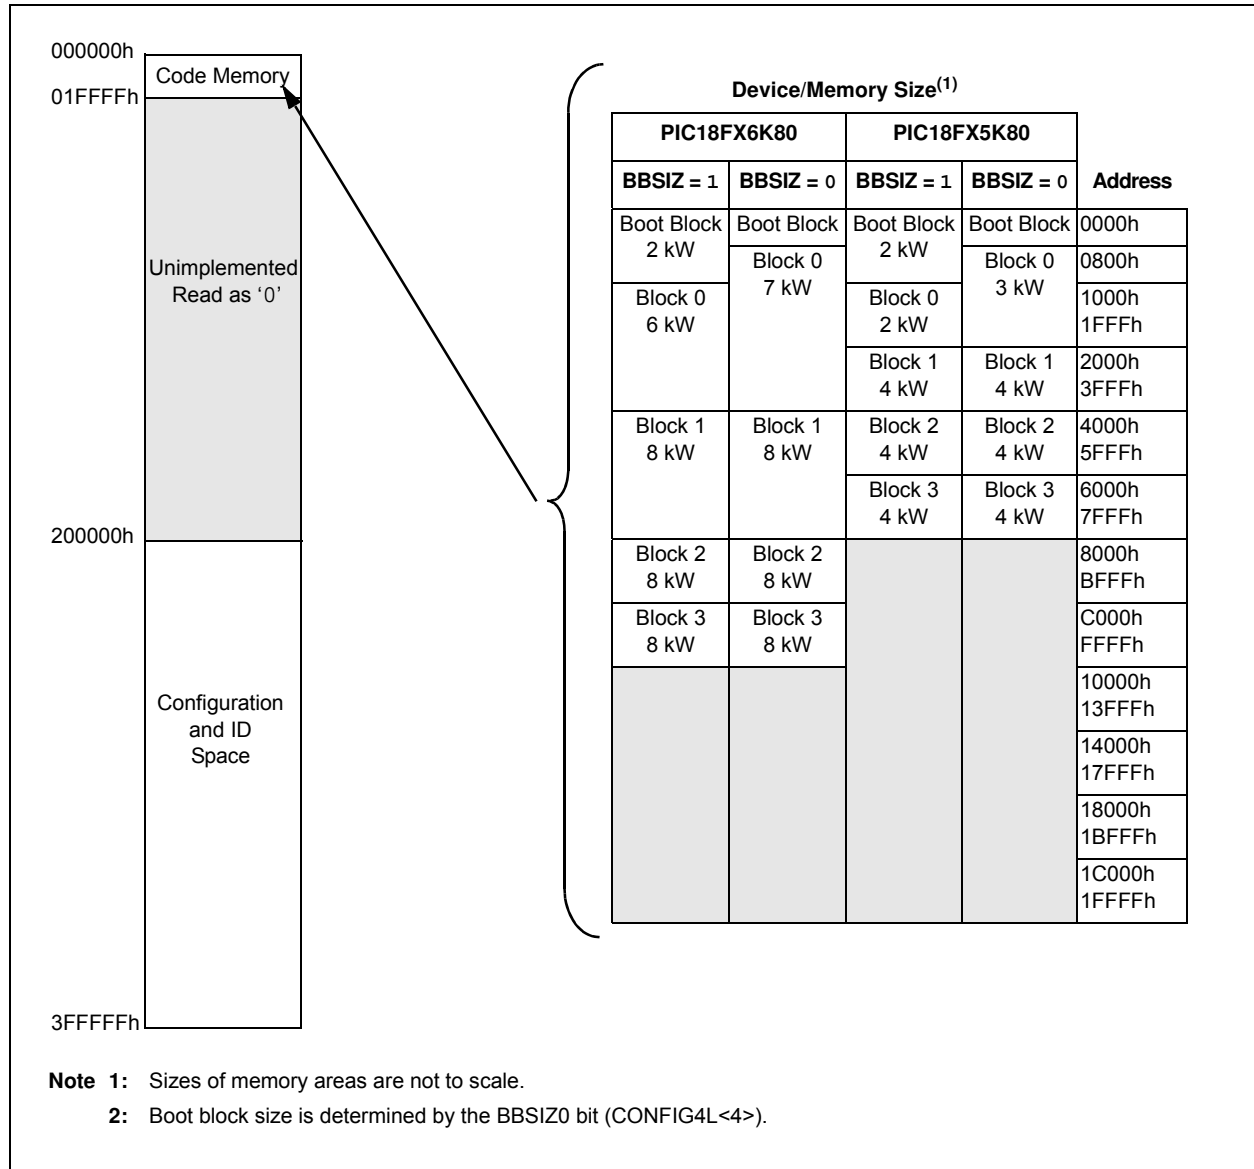 000000h
Code Memory
01FFFFh
Unimplemented
Read as ‘0’
200000h
Configuration
and ID
Space
3FFFFFh
Device/Memory Size(1)
PIC18FX6K80 PIC18FX5K80
BBSIZ = 1 BBSIZ = 0 BBSIZ = 1 BBSIZ = 0 Address
Boot Block Boot Block Boot Block Boot Block 0000h
2 kW 2 kW
Block 0 Block 0 0800h
7 kW 3 kW
Block 0 Block 0 1000h
6 kW 2 kW 1FFFh
Block 1 Block 1 2000h
4 kW 4 kW 3FFFh
Block 1 Block 1 Block 2 Block 2 4000h
8 kW 8 kW 4 kW 4 kW 5FFFh
Block 3 Block 3 6000h
4 kW 4 kW 7FFFh
Block 2 Block 2 8000h
8 kW 8 kW BFFFh
Block 3 Block 3 C000h
8 kW 8 kW FFFFh
10000h
13FFFh
14000h
17FFFh
18000h
1BFFFh
1C000h
1FFFFh
Note 1: Sizes of memory areas are not to scale.
2: Boot block size is determined by the BBSIZ0 bit (CONFIG4L<4>).